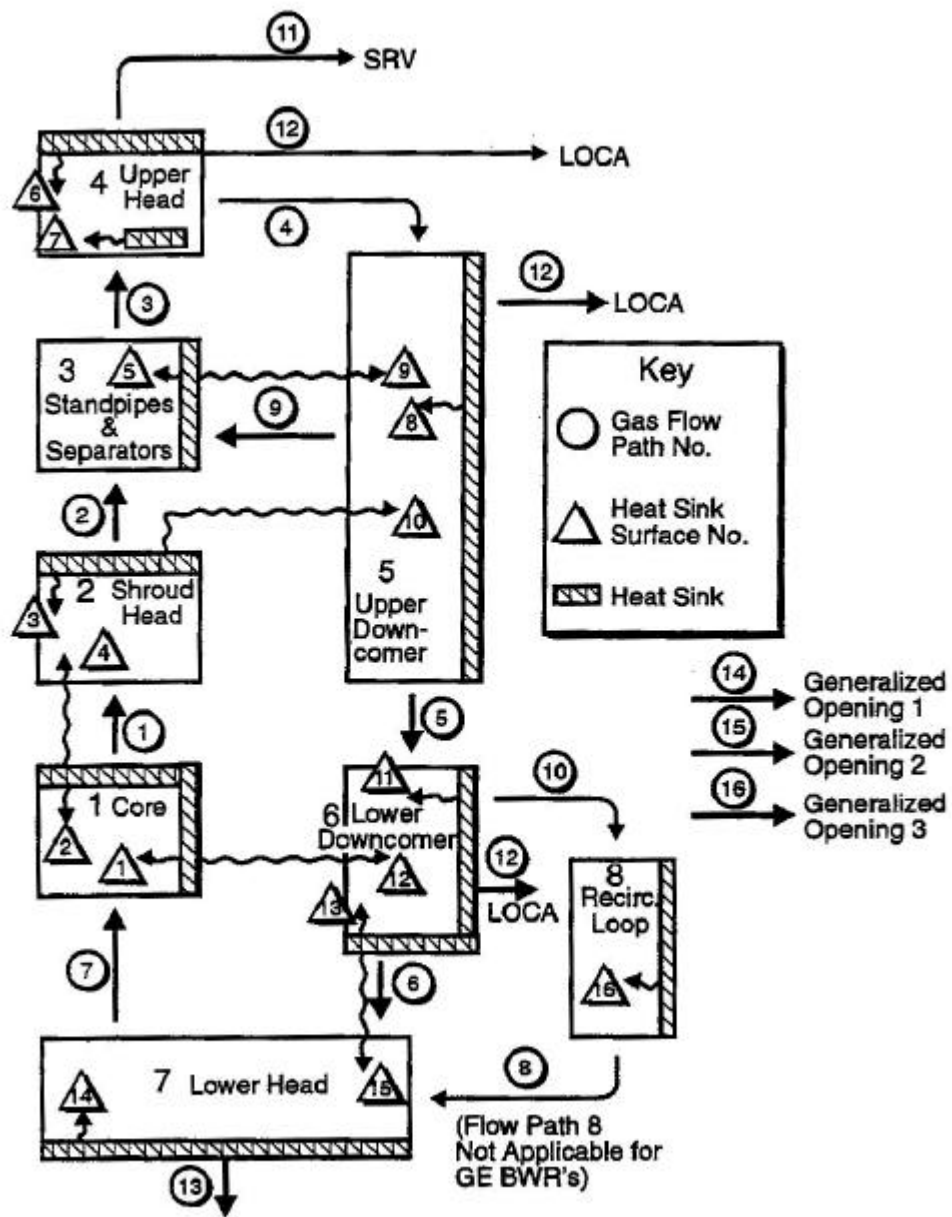 11
SRV
12
LOCA
4 Upper
Head
6
7
4
3
12
LOCA
3
Standpipes
&
Separators
5
9
9
8
10
5
Upper
Down-
comer
Key
Gas Flow
Path No.
Heat Sink
Surface No.
Heat Sink
2
2 Shroud
Head
3
4
1
5
14
Generalized
Opening 1
15
Generalized
Opening 2
16
Generalized
Opening 3
1 Core
2
1
11
6 Lower
Downcomer
12
13
10
12
LOCA
8
Recirc.
Loop
16
7
6
7 Lower Head
14
15
8
(Flow Path 8
Not Applicable for
GE BWR's)
13